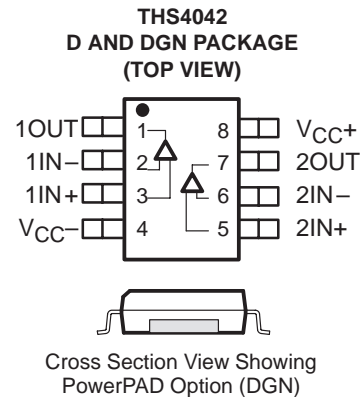 THS4042
D AND DGN PACKAGE
(TOP VIEW)
1OUT 1 8 VCC+
1IN− 2 7 2OUT
1IN+ 3 6 2IN−
VCC− 4 5 2IN+
Cross Section View Showing
PowerPAD Option (DGN)